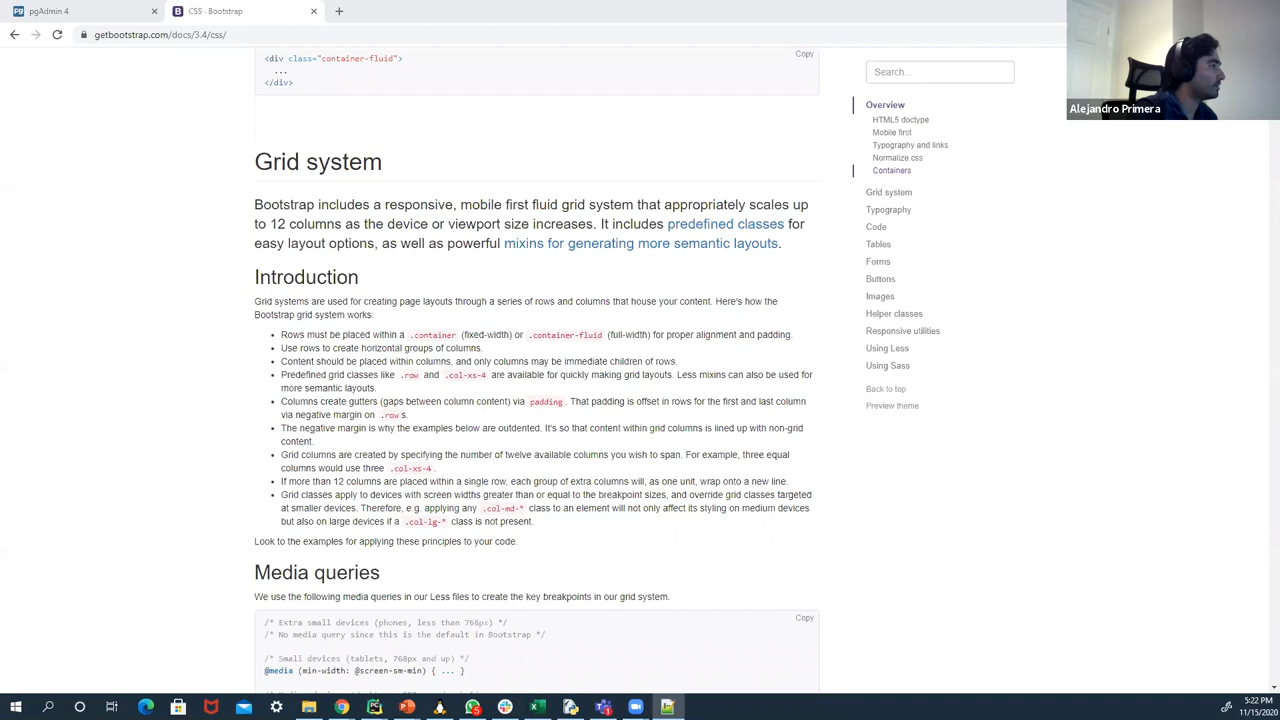 pgAdmin 4
CSS - Bootstrap
getbootstrap.com/docs/3.4/css/
<div class="container-fluid">
...
</div>
Copy
Grid system
Bootstrap includes a responsive, mobile first fluid grid system that appropriately scales up
to 12 columns as the device or viewport size increases. It includes predefined classes for
easy layout options, as well as powerful mixins for generating more semantic layouts.
Introduction
Grid systems are used for creating page layouts through a series of rows and columns that house your content. Here's how the
Bootstrap grid system works:
• Rows must be placed within a .container (fixed-width) or .container-fluid (full-width) for proper alignment and padding.
• Use rows to create horizontal groups of columns.
• Content should be placed within columns, and only columns may be immediate children of rows.
• Predefined grid classes like .row and .col-xs-4 are available for quickly making grid layouts. Less mixins can also be used for
more semantic layouts.
• Columns create gutters (gaps between column content) via padding. That padding is offset in rows for the first and last column
via negative margin on .rows.
• The negative margin is why the examples below are outdented. It's so that content within grid columns is lined up with non-grid
content.
• Grid columns are created by specifying the number of twelve available columns you wish to span. For example, three equal
columns would use three .col-xs-4.
• If more than 12 columns are placed within a single row, each group of extra columns will, as one unit, wrap onto a new line.
• Grid classes apply to devices with screen widths greater than or equal to the breakpoint sizes, and override grid classes targeted
at smaller devices. Therefore, e.g. applying any .col-md-* class to an element will not only affect its styling on medium devices
but also on large devices if a .col-lg-* class is not present.
Look to the examples for applying these principles to your code.
Media queries
We use the following media queries in our Less files to create the key breakpoints in our grid system.
Copy
/* Extra small devices (phones, less than 768px) */
/* No media query since this is the default in Bootstrap */
/* Small devices (tablets, 768px and up) */
@media (min-width: @screen-sm-min) { ... }
Search...
Overview
HTML5 doctype
Mobile first
Typography and links
Normalize.css
Containers
Grid system
Typography
Code
Tables
Forms
Buttons
Images
Helper classes
Responsive utilities
Using Less
Using Sass
Back to top
Preview theme
Alejandro Primera
5:22 PM
11/15/2020